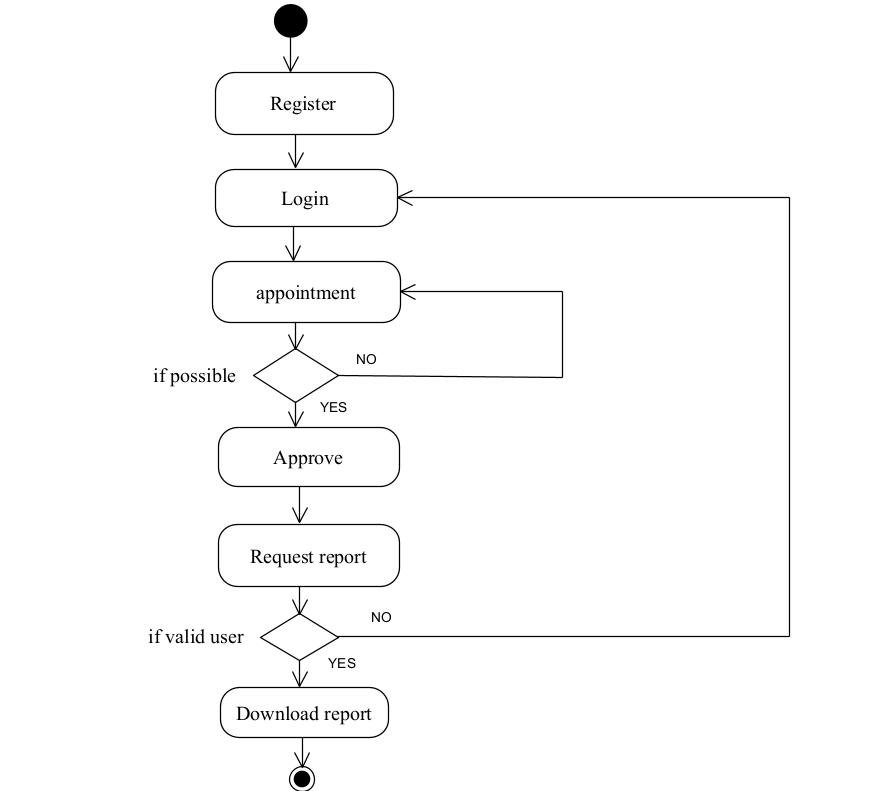 Register
Login
appointment
NO
if possible
YES
Approve
Request report
NO
if valid user
YES
Download report